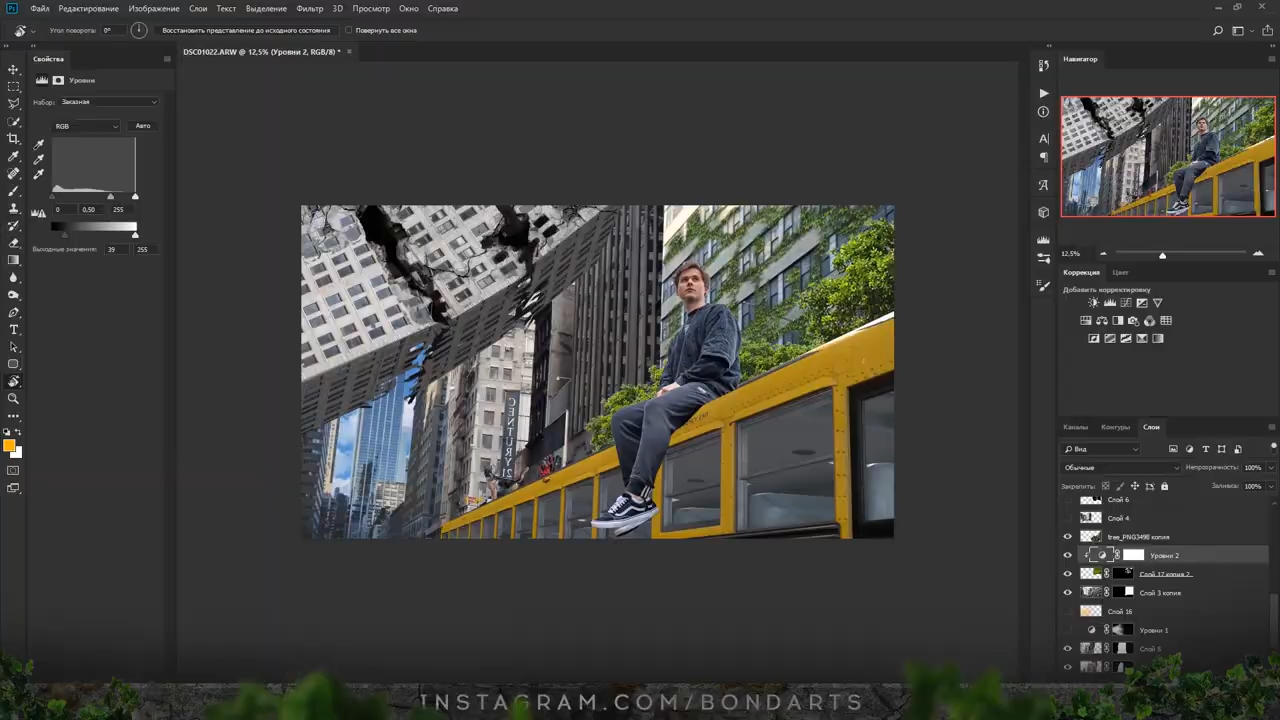 Ps Файл Редактирование Изображение Слои Текст Выделение Фильтр 3D Просмотр Окно Справка
Угол поворота: 0° Восстановить представление до исходного состояния Повернуть все окна
DSC01022.ARW @ 12,5% (Уровни 2, RGB/8) *
Свойства
Уровни
Набор: Заказная
RGB Авто
0 0,50 255
Выходные значения: 39 255
CENTURY 21
Навигатор
12,5%
Коррекция Цвет
Добавить корректировку
Каналы Контуры Слои
Вид
Обычные Непрозрачность: 100%
Закрепить: Заливка: 100%
Слой 6
Слой 4
tree_PNG3498 копия
Уровни 2
Слой 17 копия 2
Слой 3 копия
Слой 16
Уровни 1
INSTAGRAM.COM/BONDARTS